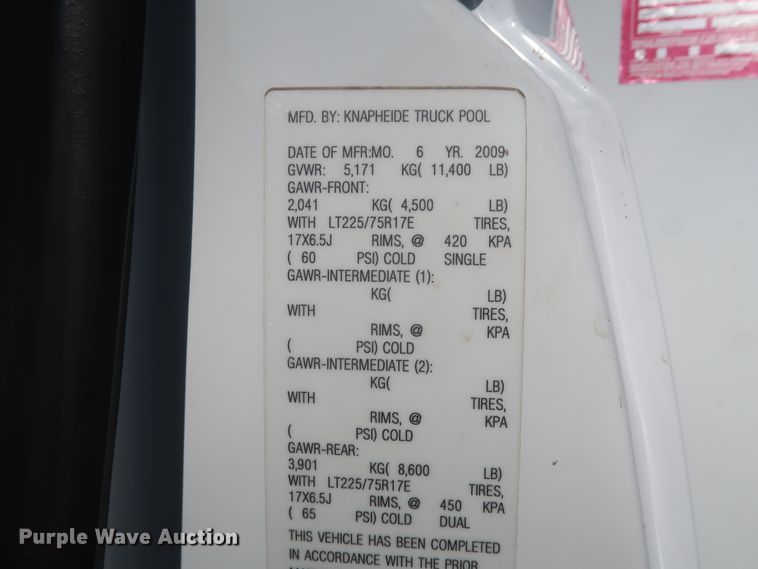 MFD. BY: KNAPHEIDE TRUCK POOL
DATE OF MFR:MO. 6 YR. 2009
GVWR: 5,171 KG( 11,400 LB)
GAWR-FRONT:
2,041 KG( 4,500 LB)
WITH LT225/75R17E TIRES,
17X6.5J RIMS, @ 420 KPA
( 60 PSI) COLD SINGLE
GAWR-INTERMEDIATE (1):
KG( LB)
WITH TIRES,
RIMS, @ KPA
( PSI) COLD
GAWR-INTERMEDIATE (2):
KG( LB)
WITH TIRES,
RIMS, @ KPA
( PSI) COLD
GAWR-REAR:
3,901 KG( 8,600 LB)
WITH LT225/75R17E TIRES,
17X6.5J RIMS, @ 450 KPA
( 65 PSI) COLD DUAL
THIS VEHICLE HAS BEEN COMPLETED
IN ACCORDANCE WITH THE PRIOR
Purple Wave Auction